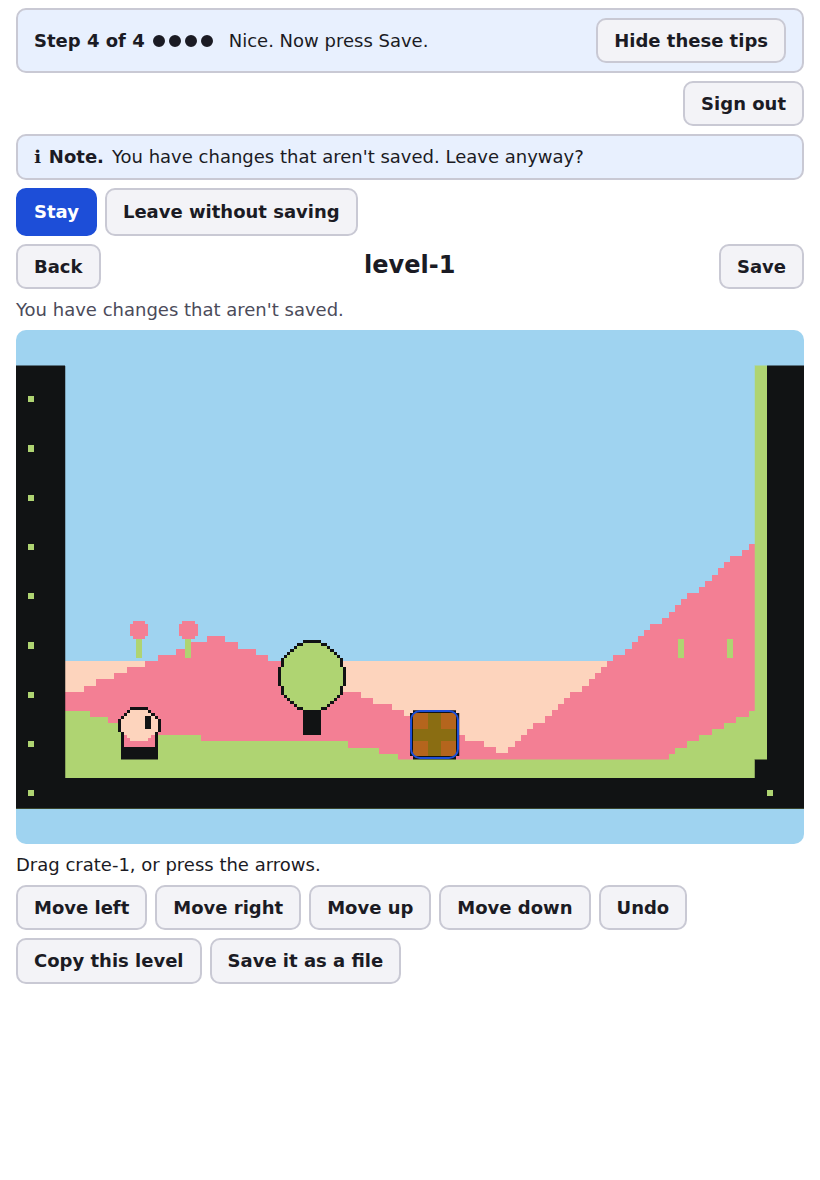 Step 4 of 4 Nice. Now press Save. Hide these tips
Sign out
i Note. You have changes that aren't saved. Leave anyway?
Stay Leave without saving
Back level-1 Save
You have changes that aren't saved.
Drag crate-1, or press the arrows.
Move left Move right Move up Move down Undo
Copy this level Save it as a file